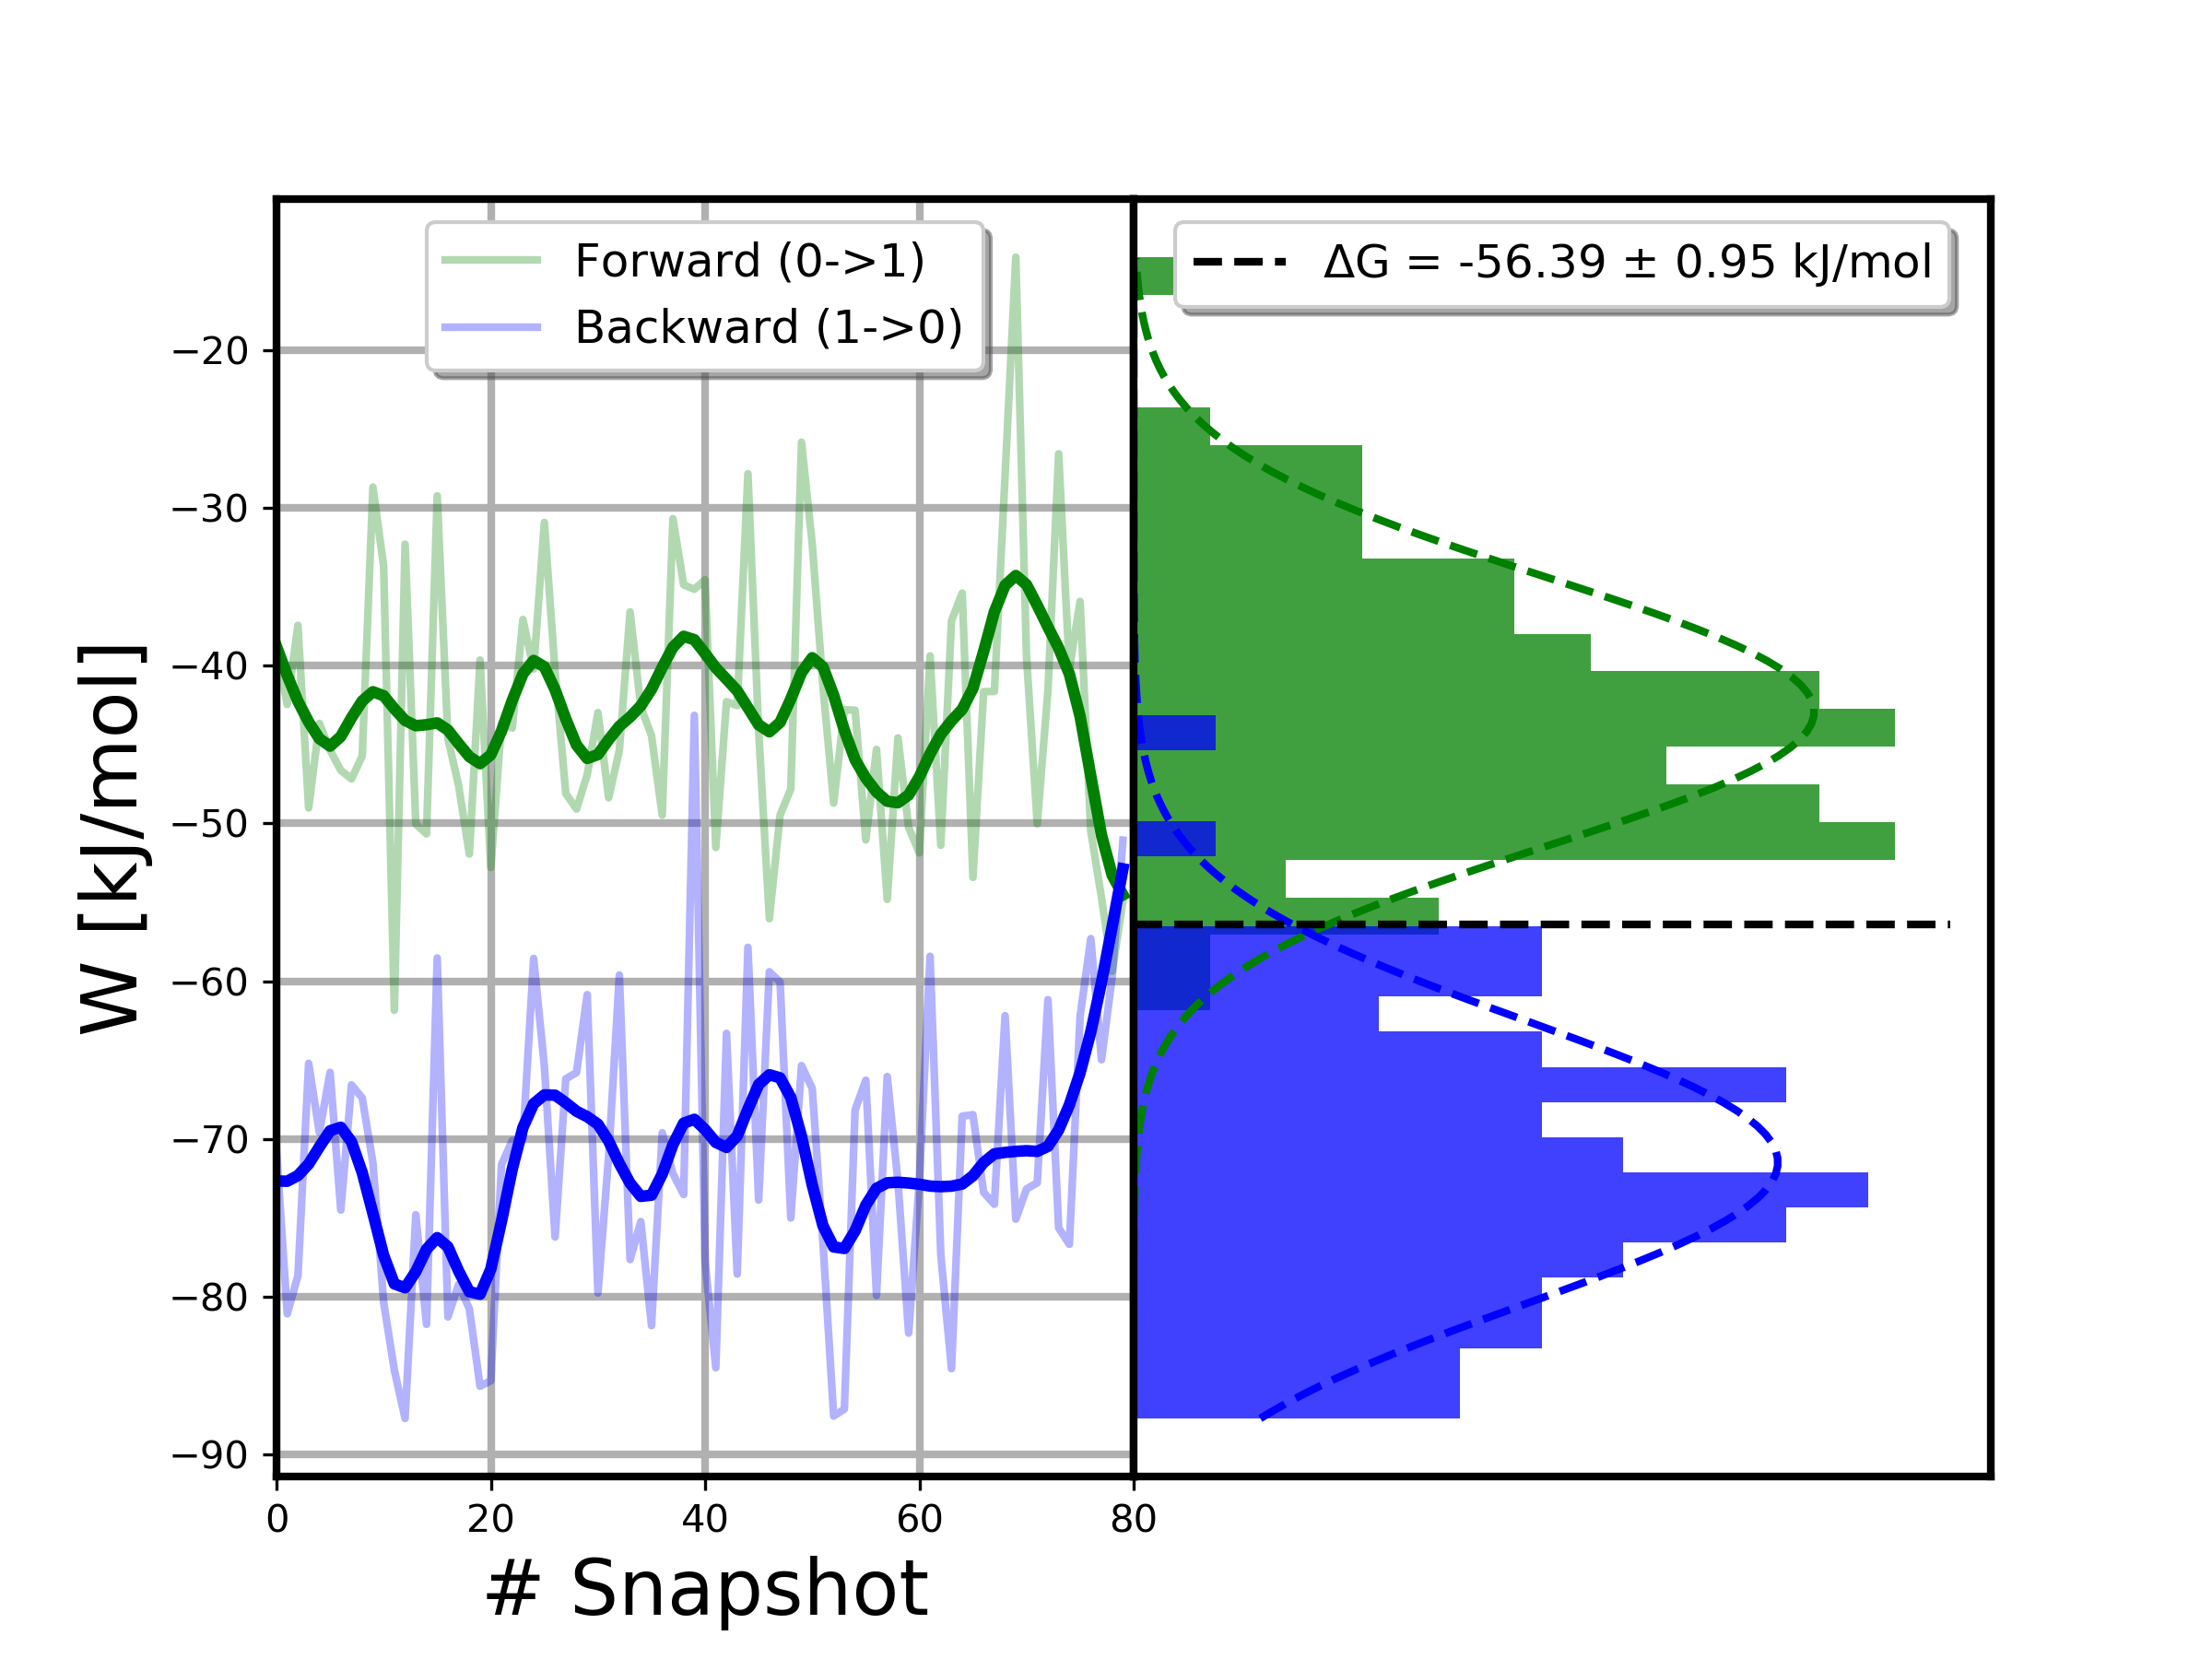 Forward (0->1)
Backward (1->0)
ΔG = -56.39 ± 0.95 kJ/mol
W [kJ/mol]
−20
−30
−40
−50
−60
−70
−80
−90
0 20 40 60 80
# Snapshot